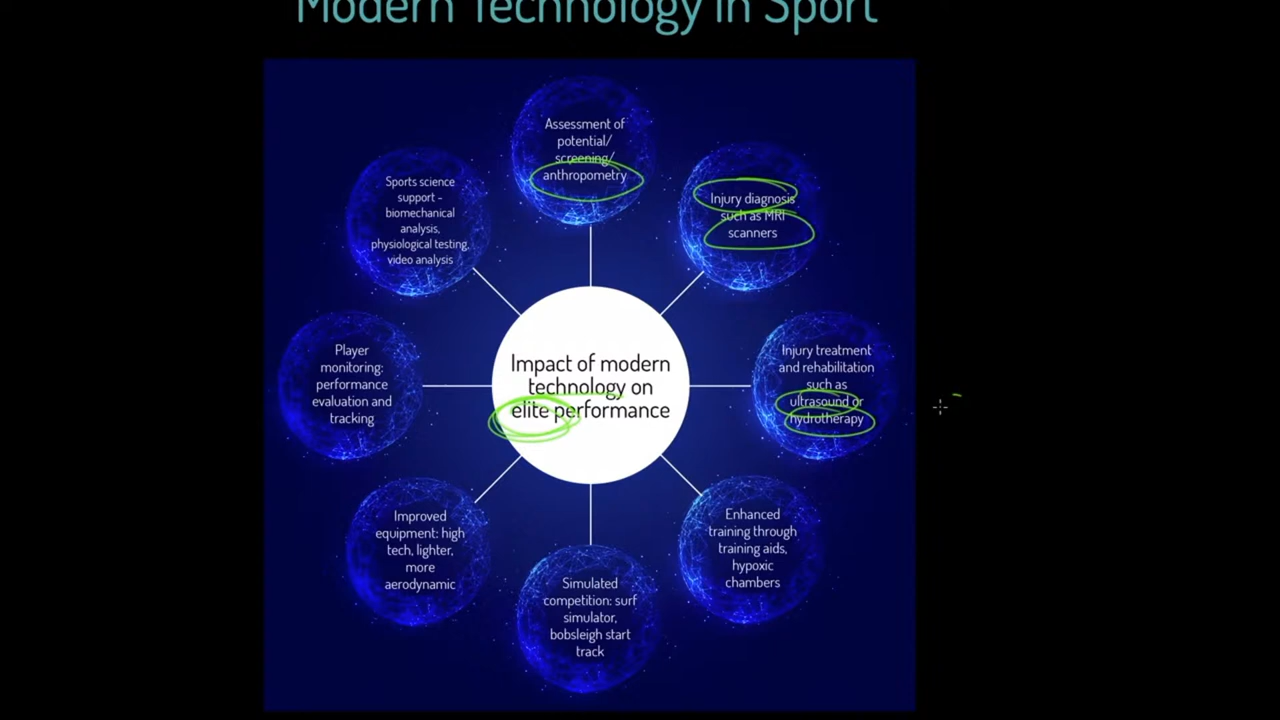 Modern Technology in Sport
Assessment of
potential/
screening/
anthropometry
Injury diagnosis
such as MRI
scanners
Injury treatment
and rehabilitation
such as
ultrasound or
hydrotherapy
Enhanced
training through
training aids,
hypoxic
chambers
Simulated
competition: surf
simulator,
bobsleigh start
track
Improved
equipment: high
tech, lighter,
more
aerodynamic
Player
monitoring:
performance
evaluation and
tracking
Sports science
support -
biomechanical
analysis,
physiological testing,
video analysis
Impact of modern
technology on
elite performance